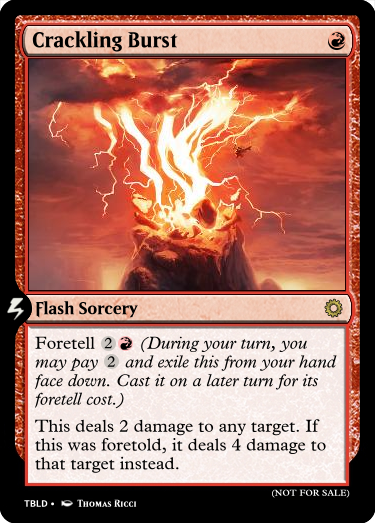 Crackling Burst
Flash Sorcery
Foretell 2 (During your turn, you
may pay 2 and exile this from your hand
face down. Cast it on a later turn for its
foretell cost.)
This deals 2 damage to any target. If
this was foretold, it deals 4 damage to
that target instead.
(NOT FOR SALE)
TBLD • Thomas Ricci